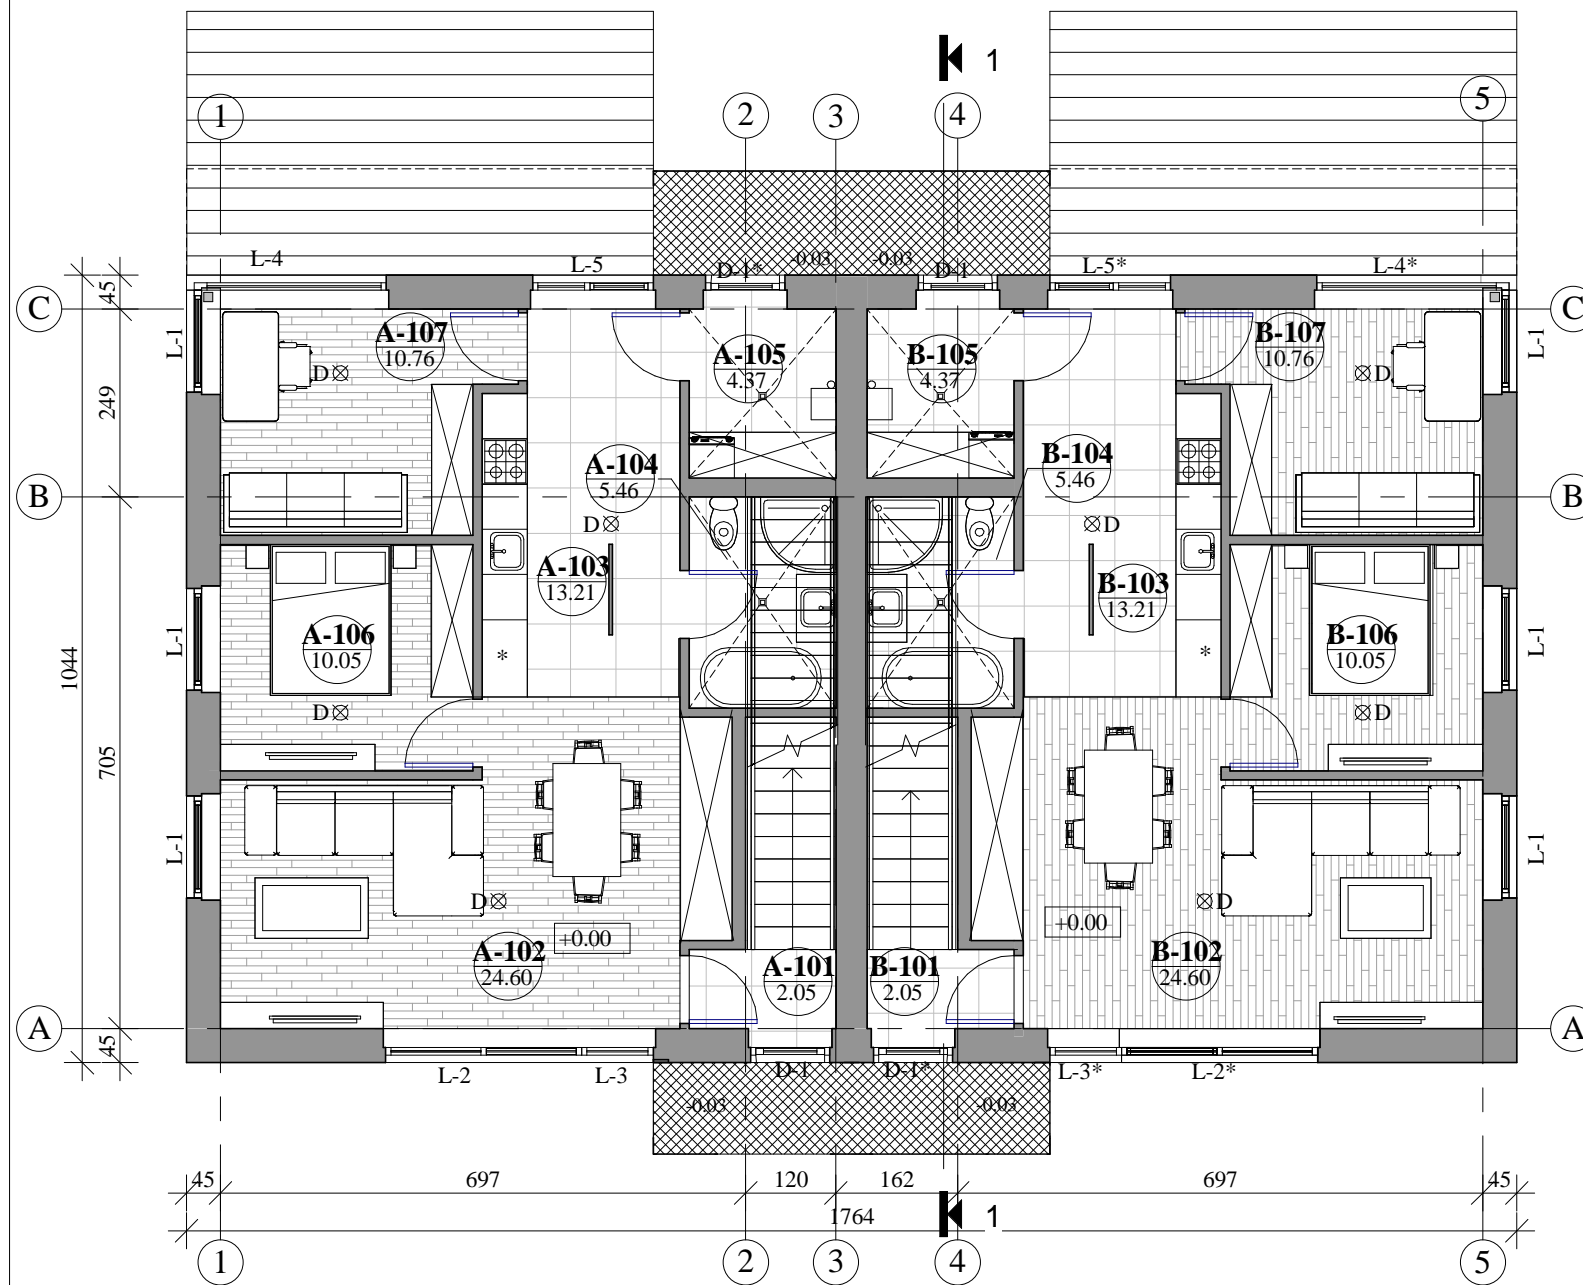 1
5
1
2
3
4
L-4
L-5
D-1*
-0.03
-0.03
D-1
L-5*
L-4*
45
C
C
L-1
A-107
10.76
D
A-105
4.37
B-105
4.37
B-107
10.76
D
L-1
249
A-104
5.46
B-104
5.46
B
B
D
D
A-103
13.21
B-103
13.21
L-1
A-106
10.05
*
*
B-106
10.05
L-1
1044
D
D
705
L-1
L-1
D
D
+0.00
+0.00
A-102
24.60
A-101
2.05
B-101
2.05
B-102
24.60
A
A
45
L-2
L-3
D-1
D-1*
L-3*
L-2*
-0.03
-0.03
45
697
120
162
697
45
1764
1
1
2
3
4
5